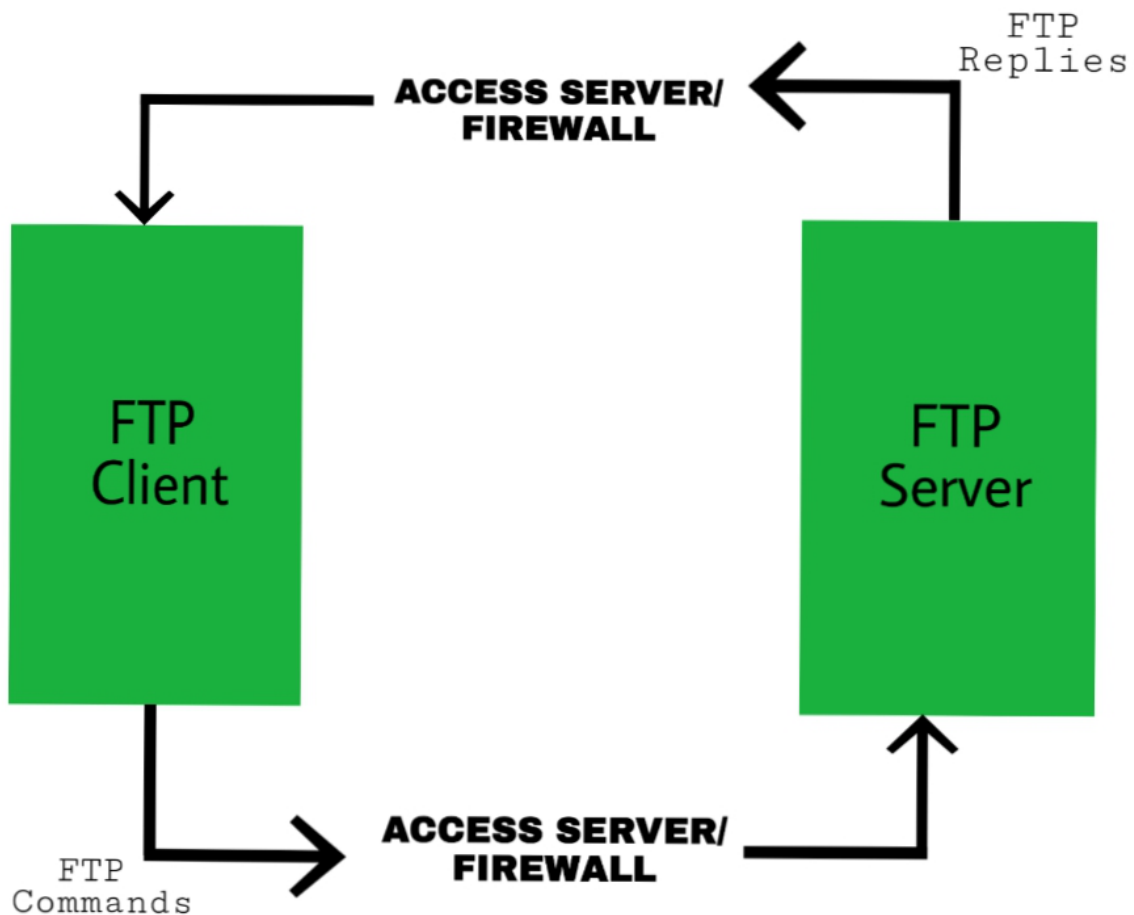 FTP
Replies
ACCESS SERVER/
FIREWALL
FTP
Client
FTP
Server
ACCESS SERVER/
FIREWALL
FTP
Commands